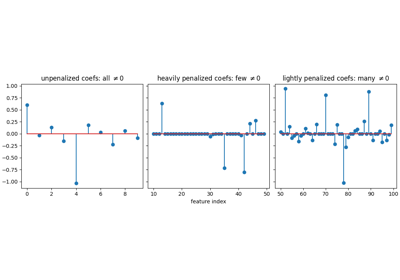 unpenalized coefs: all ≠0
heavily penalized coefs: few ≠0
lightly penalized coefs: many ≠0
1.00
0.75
0.50
0.25
0.00
−0.25
−0.50
−0.75
−1.00
0 2 4 6 8
10 20 30 40 50
50 60 70 80 90 100
feature index